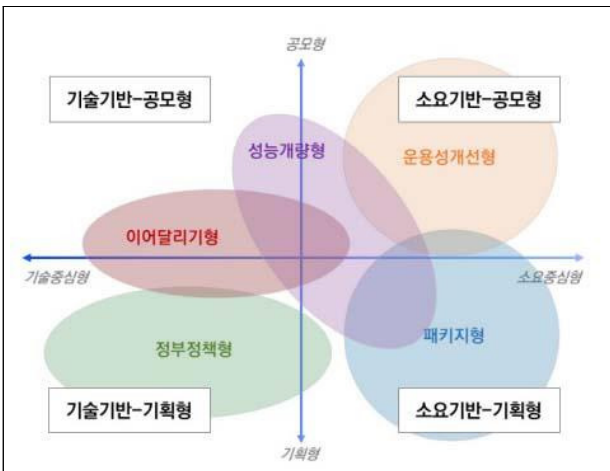 공모형
기술기반-공모형
소요기반-공모형
성능개량형
운용성개선형
이어달리기형
기술중심형
소요중심형
정부정책형
패키지형
기술기반-기획형
소요기반-기획형
기획형